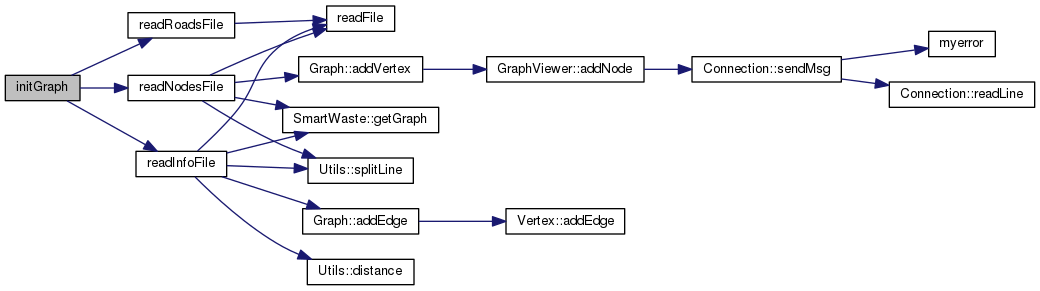 initGraph
readRoadsFile
readNodesFile
readInfoFile
readFile
Graph::addVertex
SmartWaste::getGraph
Utils::splitLine
Graph::addEdge
Utils::distance
GraphViewer::addNode
Vertex::addEdge
Connection::sendMsg
myerror
Connection::readLine